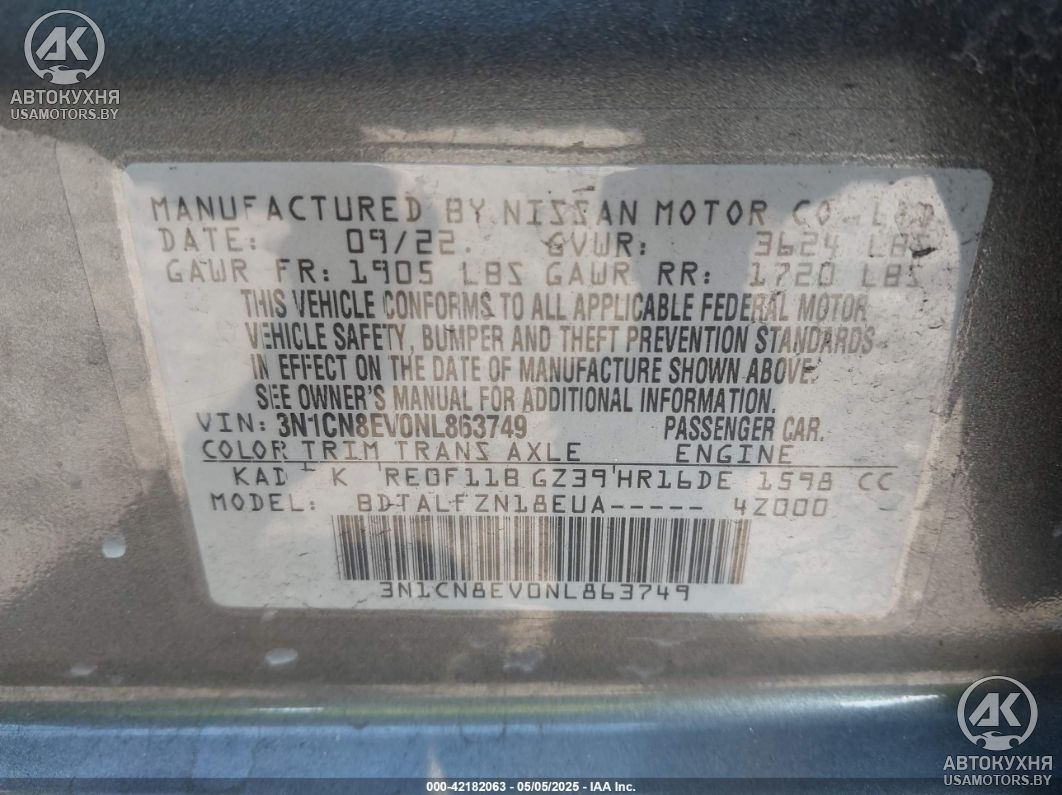 AK
АВТОКУХНЯ
USAMOTORS.BY
MANUFACTURED BY NISSAN MOTOR CO., LTD
DATE: 09/22. GVWR: 3624 LBS
GAWR FR: 1905 LBS GAWR RR: 1720 LBS
THIS VEHICLE CONFORMS TO ALL APPLICABLE FEDERAL MOTOR
VEHICLE SAFETY, BUMPER AND THEFT PREVENTION STANDARDS
IN EFFECT ON THE DATE OF MANUFACTURE SHOWN ABOVE.
SEE OWNER'S MANUAL FOR ADDITIONAL INFORMATION.
VIN: 3N1CN8EV0NL863749 PASSENGER CAR.
COLOR TRIM TRANS AXLE ENGINE
KAD K RE0F11B GZ39 HR16DE 1598 CC
MODEL: BDTALFZN18EUA----- 4Z000
3N1CN8EV0NL863749
AK
АВТОКУХНЯ
USAMOTORS.BY
000-42182063 - 05/05/2025 - IAA Inc.